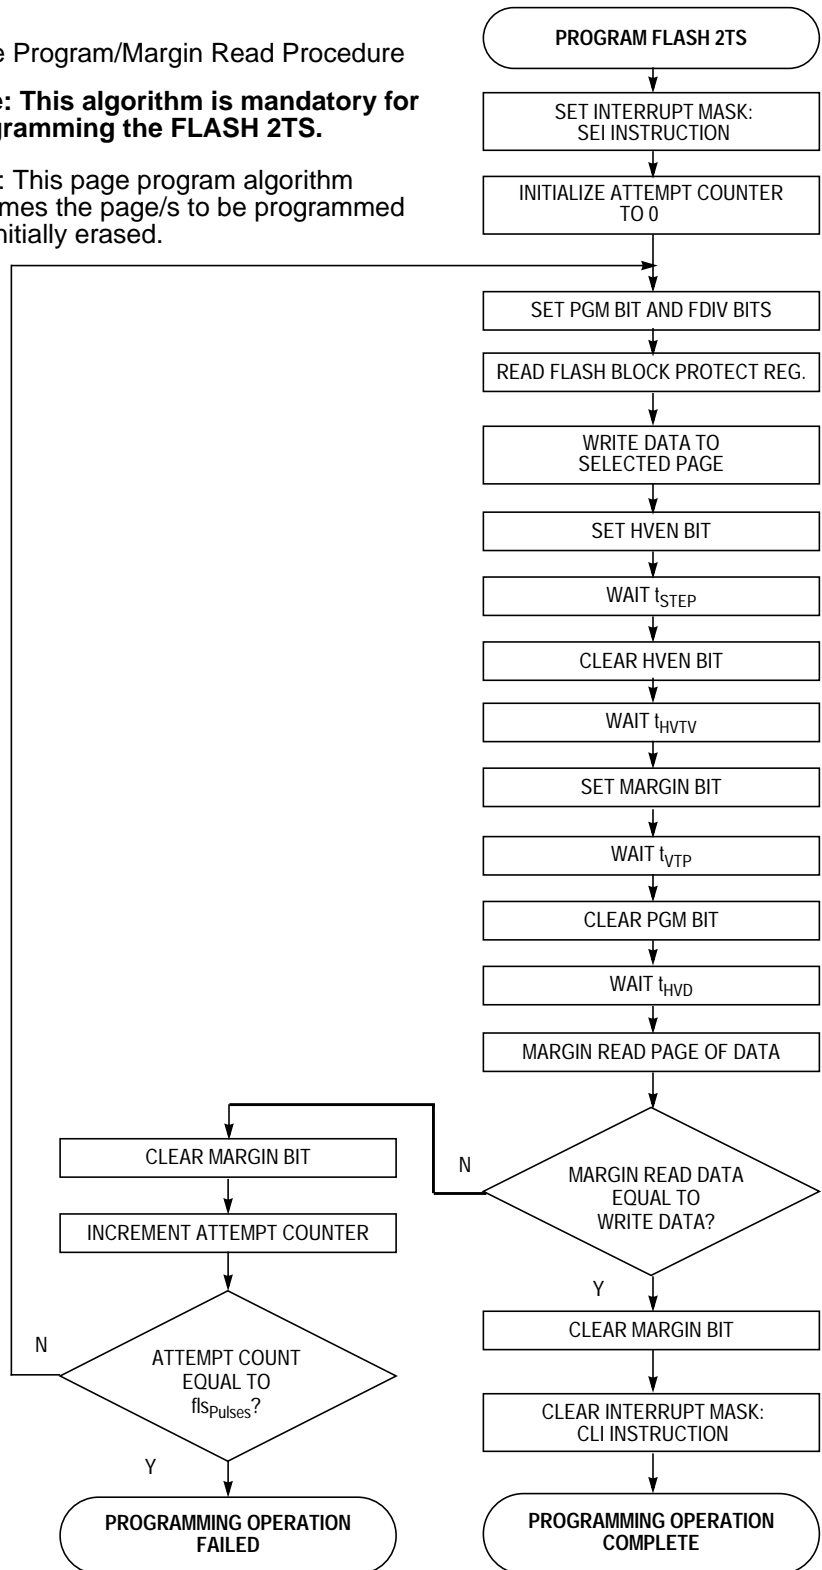 e Program/Margin Read Procedure
e: This algorithm is mandatory for
gramming the FLASH 2TS.
: This page program algorithm
mes the page/s to be programmed
nitially erased.
PROGRAM FLASH 2TS
SET INTERRUPT MASK:
SEI INSTRUCTION
INITIALIZE ATTEMPT COUNTER
TO 0
SET PGM BIT AND FDIV BITS
READ FLASH BLOCK PROTECT REG.
WRITE DATA TO
SELECTED PAGE
SET HVEN BIT
WAIT tSTEP
CLEAR HVEN BIT
WAIT tHVTV
SET MARGIN BIT
WAIT tVTP
CLEAR PGM BIT
WAIT tHVD
MARGIN READ PAGE OF DATA
MARGIN READ DATA
EQUAL TO
WRITE DATA?
N
Y
CLEAR MARGIN BIT
INCREMENT ATTEMPT COUNTER
ATTEMPT COUNT
EQUAL TO
flsPulses?
N
Y
PROGRAMMING OPERATION
FAILED
CLEAR MARGIN BIT
CLEAR INTERRUPT MASK:
CLI INSTRUCTION
PROGRAMMING OPERATION
COMPLETE